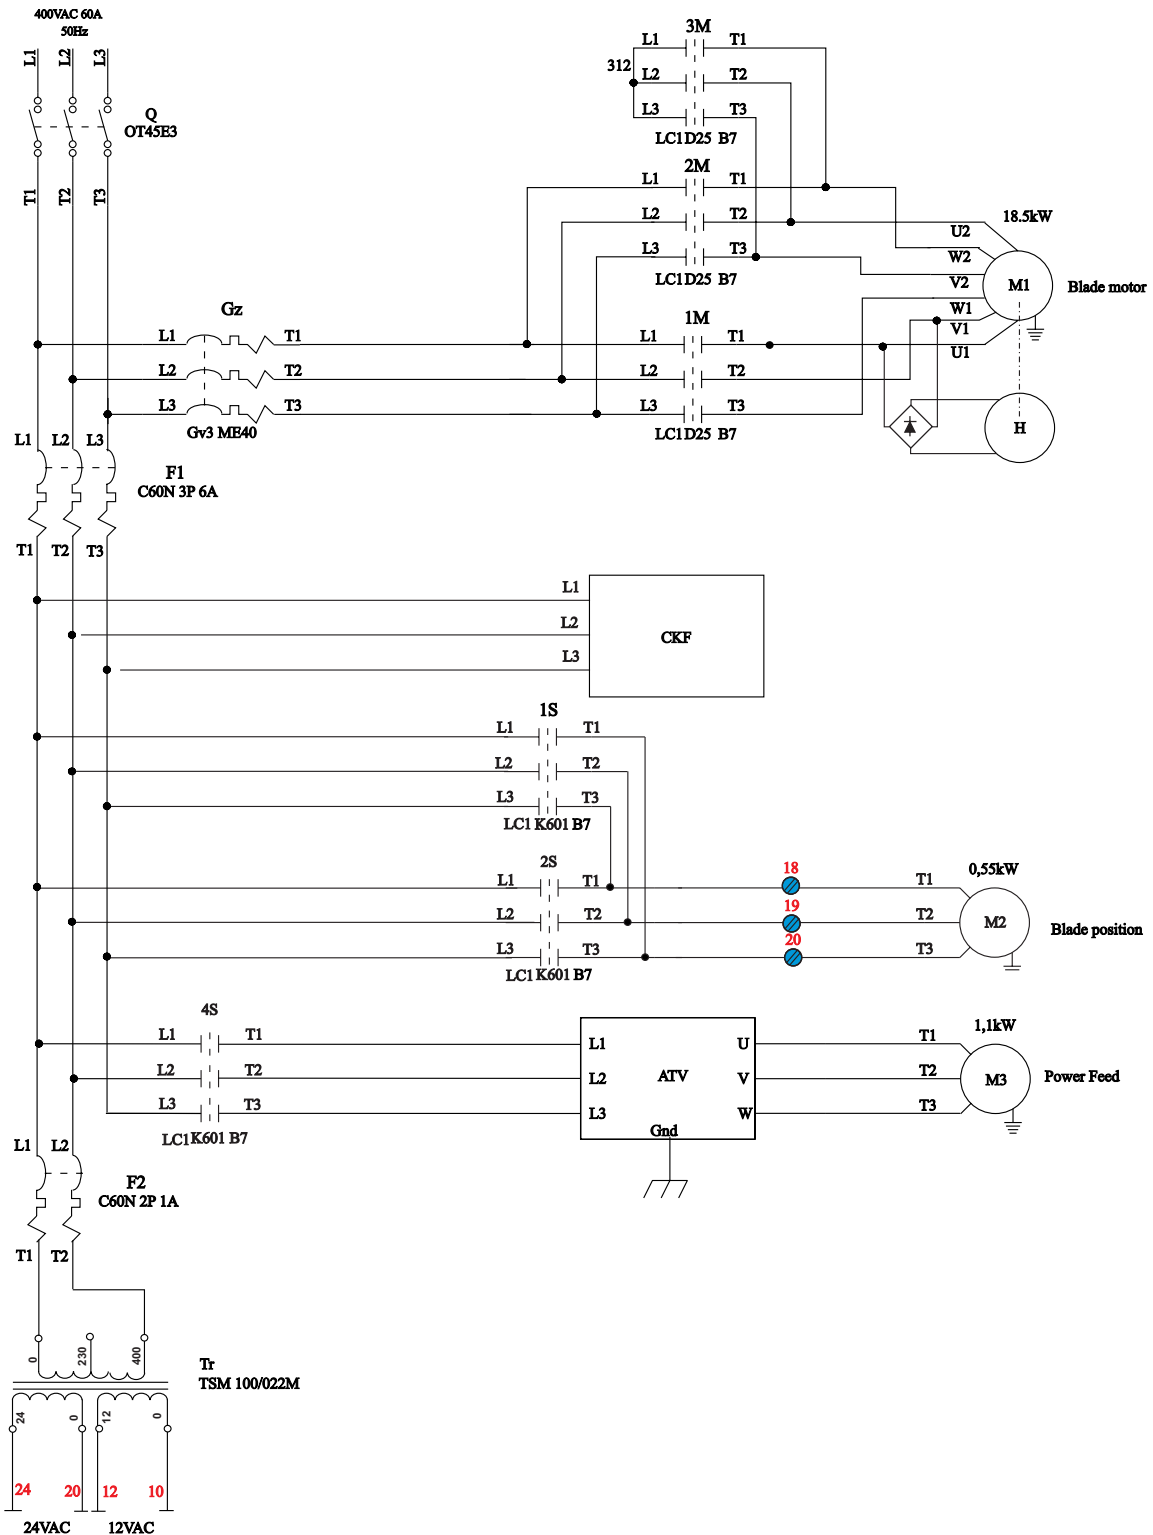 400VAC 60A
50Hz
L1 L2 L3
Q
OT45E3
T1 T2 T3
3M
L1 T1
312
L2 T2
L3 T3
LC1D25 B7
2M
L1 T1
L2 T2
L3 T3
LC1D25 B7
18.5kW
U2
W2
V2
W1
V1
U1
M1
Blade motor
H
Gz
L1 T1
L2 T2
L3 T3
Gv3 ME40
1M
L1 T1
L2 T2
L3 T3
LC1D25 B7
L1 L2 L3
F1
C60N 3P 6A
T1 T2 T3
L1
L2
L3
CKF
1S
L1 T1
L2 T2
L3 T3
LC1K601 B7
2S
L1 T1
L2 T2
L3 T3
LC1K601 B7
18
19
20
0,55kW
T1
T2
T3
M2
Blade position
4S
L1 T1
L2 T2
L3 T3
LC1K601 B7
L1 U
L2 ATV V
L3 W
Gnd
1,1kW
T1
T2
T3
M3
Power Feed
L1 L2
F2
C60N 2P 1A
T1 T2
0 230 400
Tr
TSM 100/022M
24 0 12 0
24 20 12 10
24VAC 12VAC